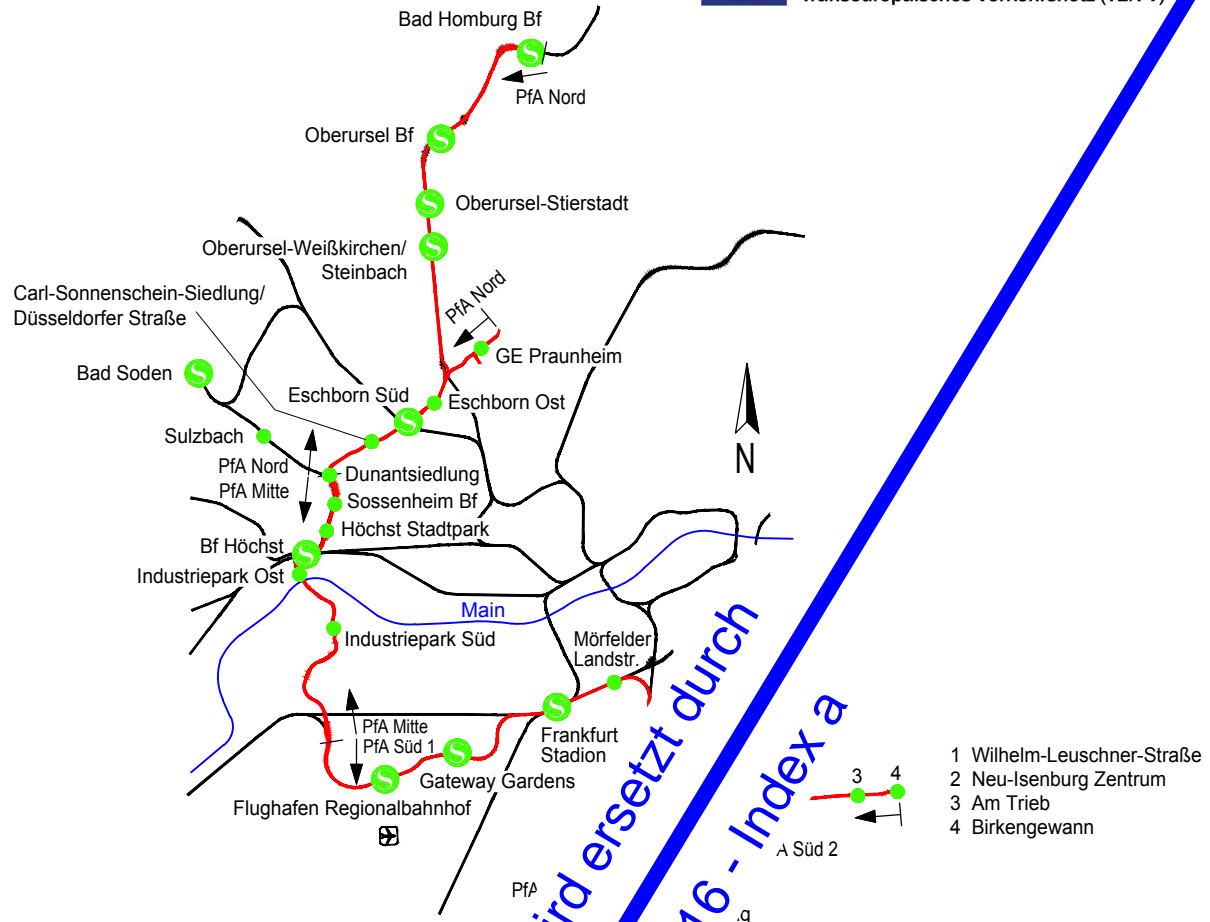 Bad Homburg Bf
PfA Nord
Oberursel Bf
Oberursel-Stierstadt
Oberursel-Weißkirchen/
Steinbach
Carl-Sonnenschein-Siedlung/
Düsseldorfer Straße
PfA Nord
GE Praunheim
Bad Soden
Eschborn Süd
Eschborn Ost
Sulzbach
PfA Nord
PfA Mitte
Dunantsiedlung
Sossenheim Bf
Höchst Stadtpark
N
Bf Höchst
Industriepark Ost
Main
Industriepark Süd
Mörfelder
Landstr.
PfA Mitte
PfA Süd 1
Frankfurt
Stadion
Gateway Gardens
Flughafen Regionalbahnhof
ersetzt durch
16 - Index a
3 4
A Süd 2
1 Wilhelm-Leuschner-Straße
2 Neu-Isenburg Zentrum
3 Am Trieb
4 Birkengewann